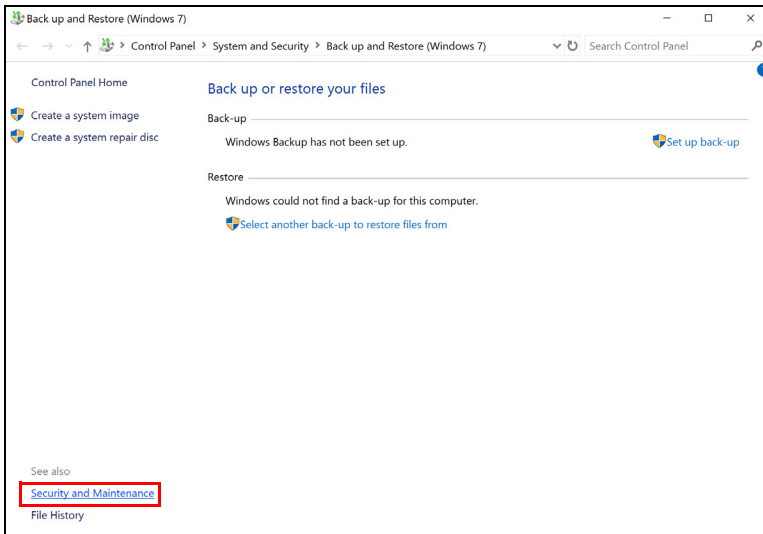 Back up and Restore (Windows 7)
Control Panel > System and Security > Back up and Restore (Windows 7)
Search Control Panel
Control Panel Home
Create a system image
Create a system repair disc
Back up or restore your files
Back-up
Windows Backup has not been set up.
Set up back-up
Restore
Windows could not find a back-up for this computer.
Select another back-up to restore files from
See also
Security and Maintenance
File History